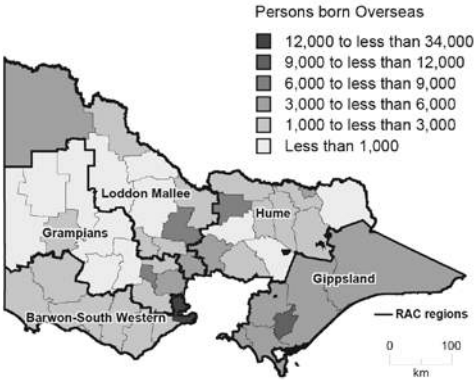 Persons born Overseas
12,000 to less than 34,000
9,000 to less than 12,000
6,000 to less than 9,000
3,000 to less than 6,000
1,000 to less than 3,000
Less than 1,000
Loddon Mallee
Hume
Grampians
Gippsland
Barwon-South Western
RAC regions
0 100
km